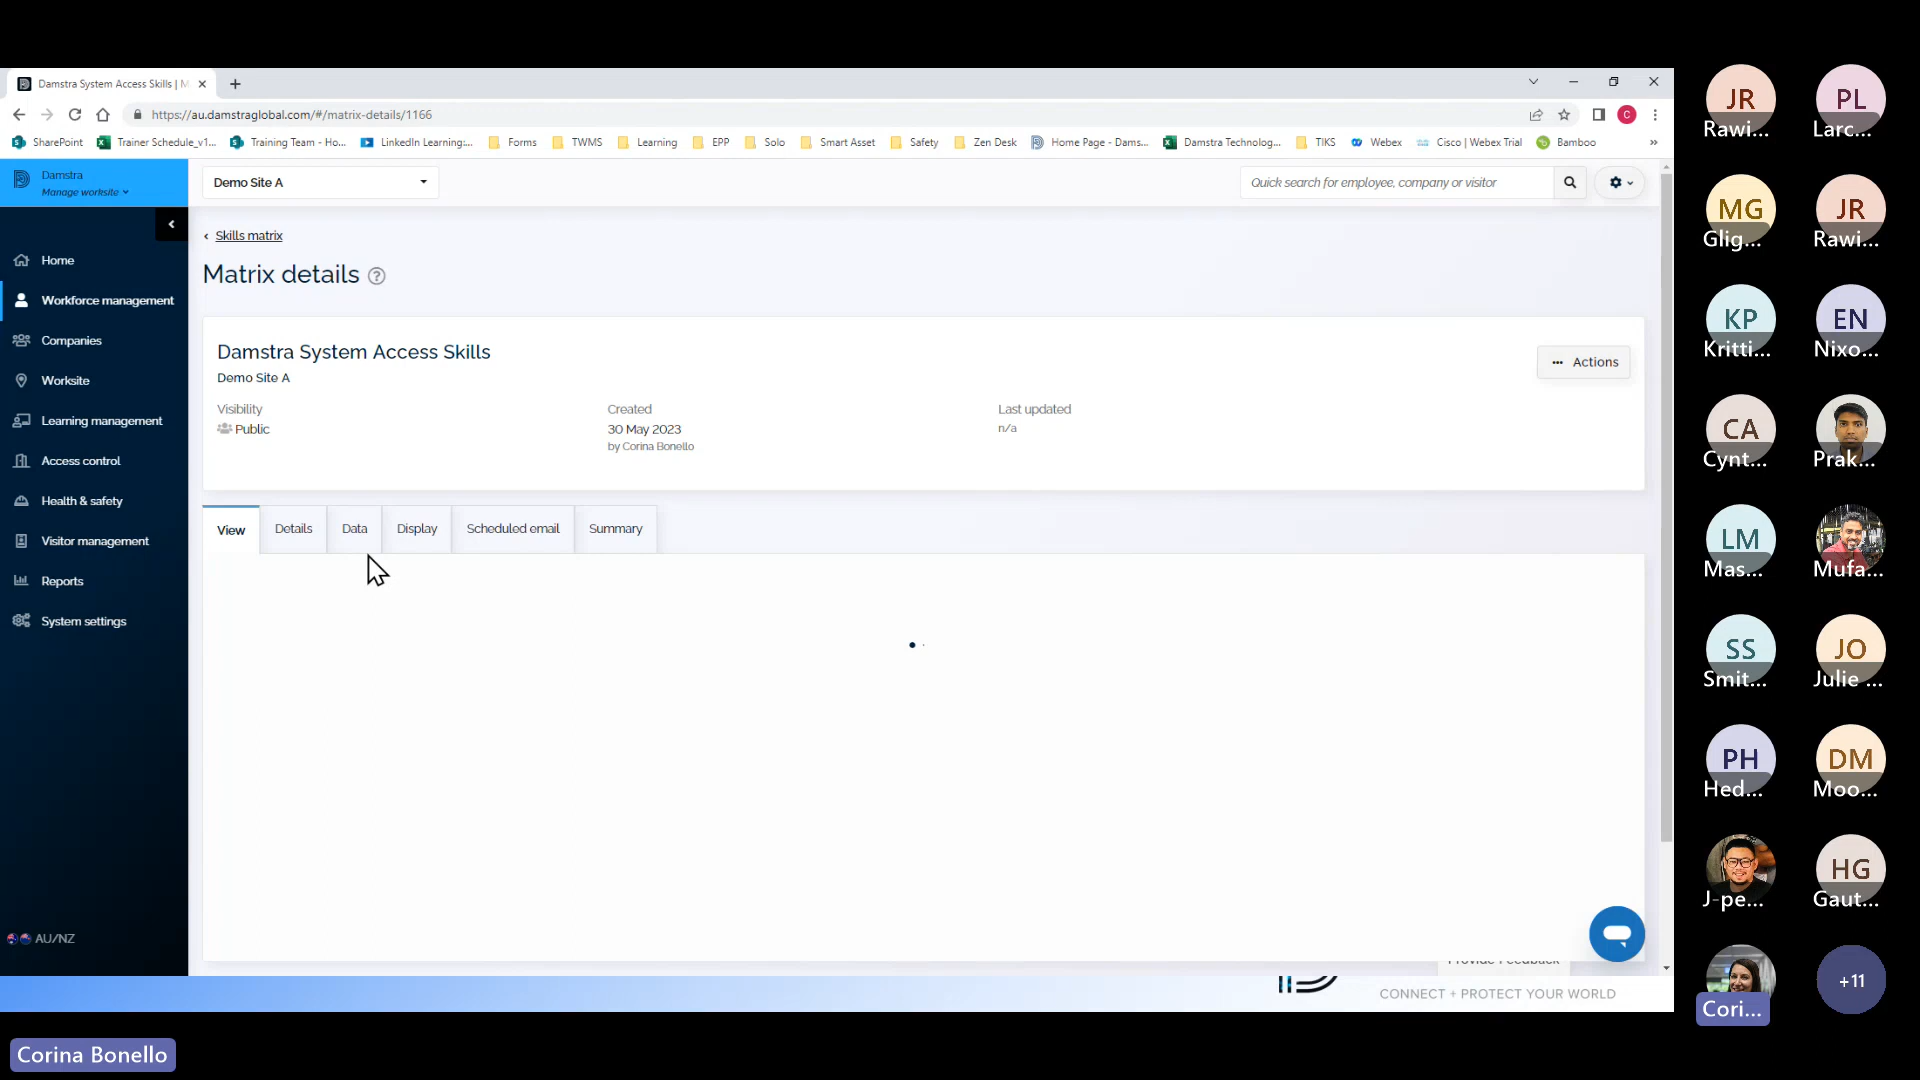 Damstra System Access Skills | M
https://au.damstraglobal.com/#/matrix-details/1166
C
SharePoint
Trainer Schedule_v1...
Training Team - Ho...
LinkedIn Learning:...
Forms
TWMS
Learning
EPP
Solo
Smart Asset
Safety
Zen Desk
Home Page - Dams...
Damstra Technolog...
TIKS
Webex
Cisco | Webex Trial
Bamboo
»
Damstra
Manage worksite
Demo Site A
Quick search for employee, company or visitor
Home
Workforce management
Companies
Worksite
Learning management
Access control
Health & safety
Visitor management
Reports
System settings
AU/NZ
Skills matrix
Matrix details
Damstra System Access Skills
Demo Site A
Actions
Visibility
Public
Created
30 May 2023
by Corina Bonello
Last updated
n/a
View
Details
Data
Display
Scheduled email
Summary
Provide Feedback
CONNECT + PROTECT YOUR WORLD
JR
Rawi...
PL
Larc...
MG
Glig...
JR
Rawi...
KP
Kritti...
EN
Nixo...
CA
Cynt...
Prak...
LM
Mas...
Mufa...
SS
Smit...
JO
Julie ...
PH
Hed...
DM
Moo...
J-pe...
HG
Gaut...
Cori...
+11
Corina Bonello